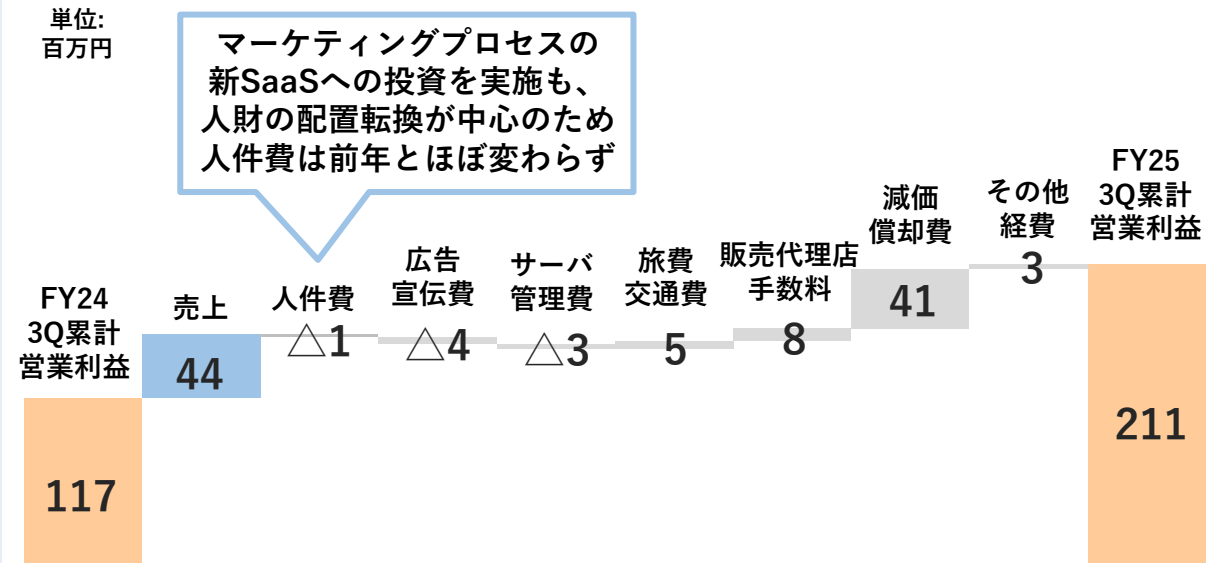 単位:
百万円
マーケティングプロセスの
新SaaSへの投資を実施も、
人財の配置転換が中心のため
人件費は前年とほぼ変わらず
FY24
3Q累計
営業利益
117
売上
44
人件費
△1
広告
宣伝費
△4
サーバ
管理費
△3
旅費
交通費
5
販売代理店
手数料
8
減価
償却費
41
その他
経費
3
FY25
3Q累計
営業利益
211